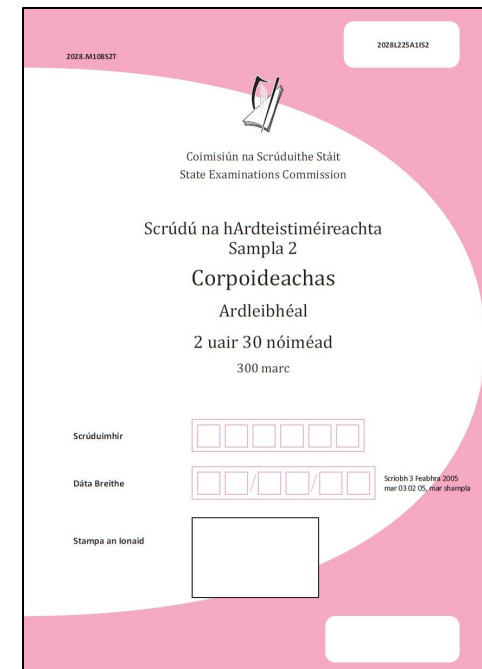 2028.M108S2T
2028L225A1IS2
Coimisiún na Scrúduithe Stáit
State Examinations Commission
Scrúdú na hArdteistiméireachta
Sampla 2
Corpoideachas
Ardleibhéal
2 uair 30 nóiméad
300 marc
Scrúduimhir
Dáta Breithe
/ /
Scríobh 3 Feabhra 2005
mar 03 02 05, mar shampla
Stampa an Ionaid